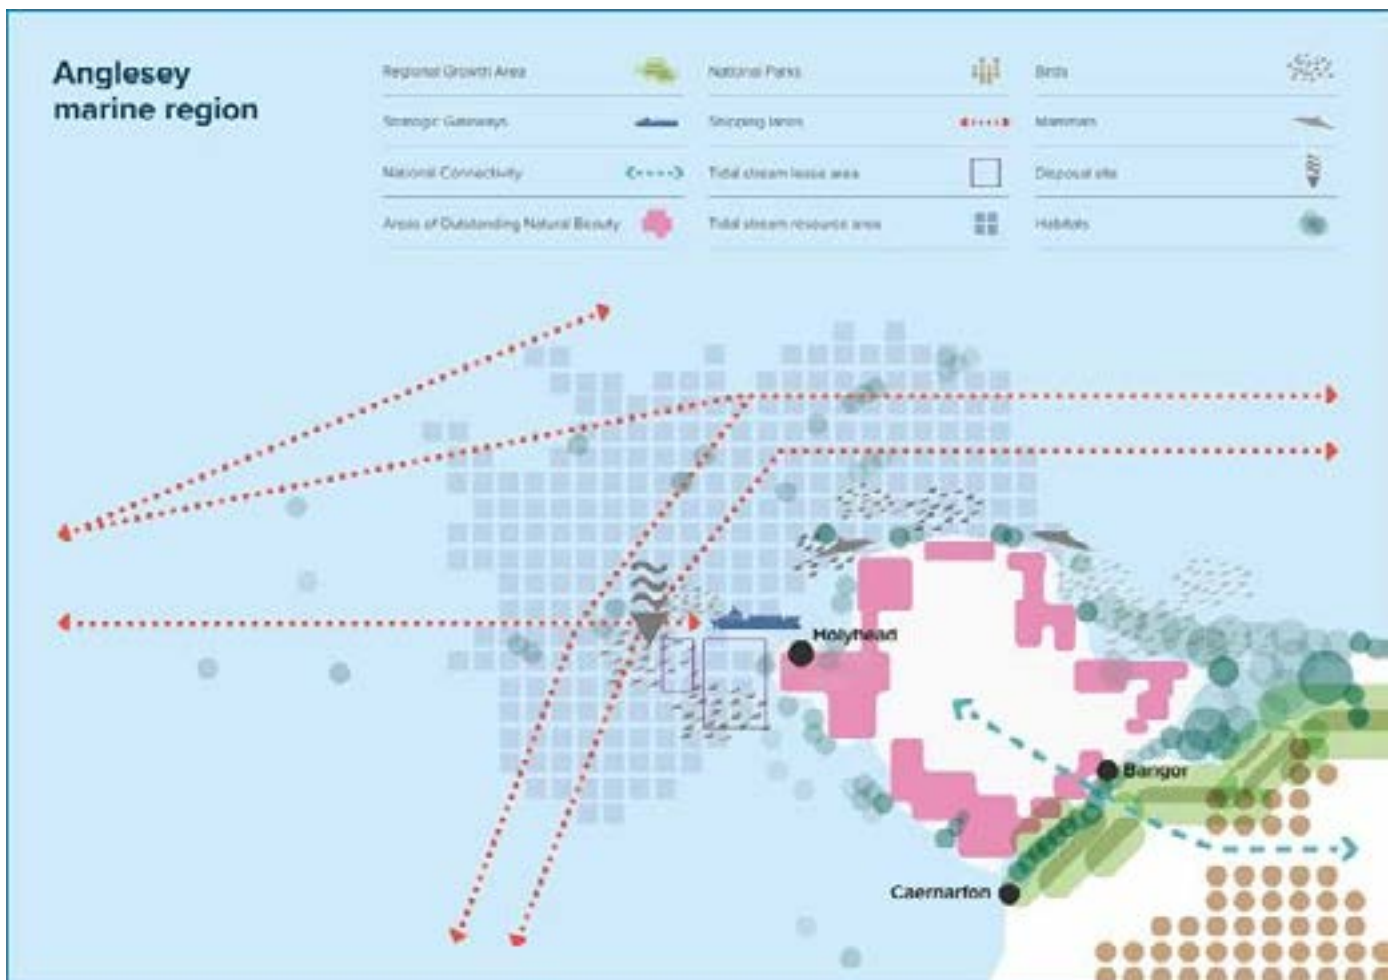 Anglesey
marine region
Regional Growth Area
National Parks
Birds
Strategic Gateways
Shipping lanes
Mammals
National Connectivity
Tidal stream lease area
Disposal site
Areas of Outstanding Natural Beauty
Tidal stream resource area
Habitats
Holyhead
Bangor
Caernarfon